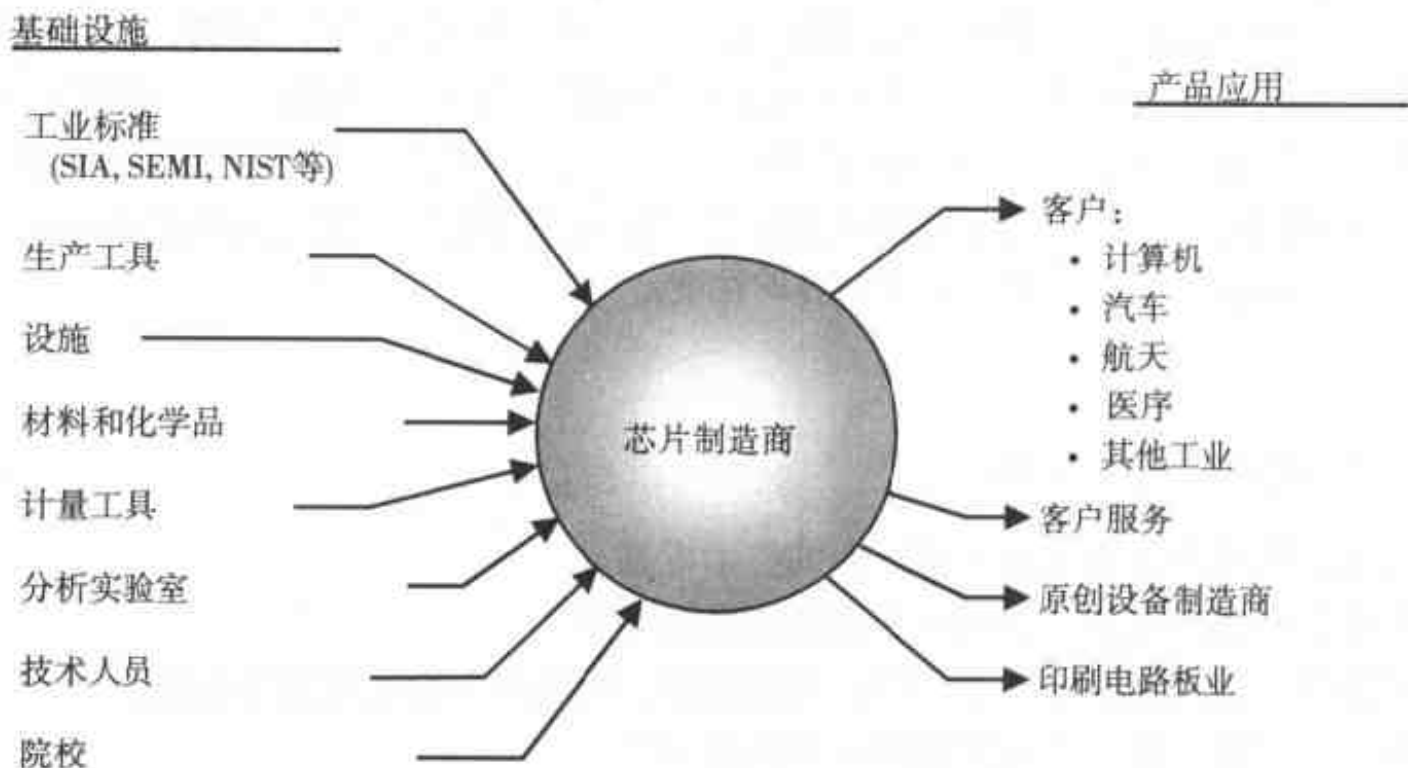 基础设施
工业标准
(SIA, SEMI, NIST等)
生产工具
设施
材料和化学品
计量工具
分析实验室
技术人员
院校
芯片制造商
产品应用
客户：
• 计算机
• 汽车
• 航天
• 医序
• 其他工业
客户服务
原创设备制造商
印刷电路板业